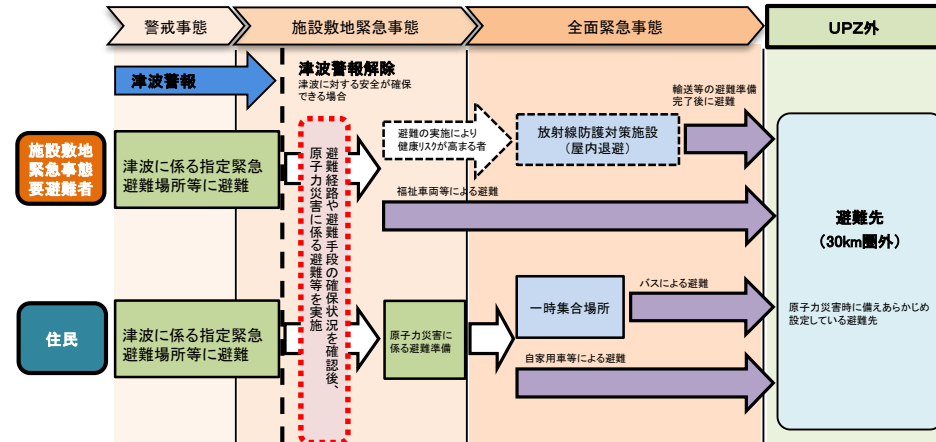 警戒事態
施設敷地緊急事態
全面緊急事態
UPZ外
津波警報
津波警報解除
津波に対する安全が確保
できる場合
輸送等の避難準備
完了後に避難
施設敷地
緊急事態
要避難者
津波に係る指定緊急
避難場所等に避難
避難経路や避難手段の確保状況を確認後、
原子力災害に係る避難等を実施
避難の実施により
健康リスクが高まる者
放射線防護対策施設
(屋内退避)
福祉車両等による避難
避難先
(30km圏外)
原子力災害時に備えあらかじめ
設定している避難先
住民
津波に係る指定緊急
避難場所等に避難
原子力災害に
係る避難準備
一時集合場所
バスによる避難
自家用車等による避難